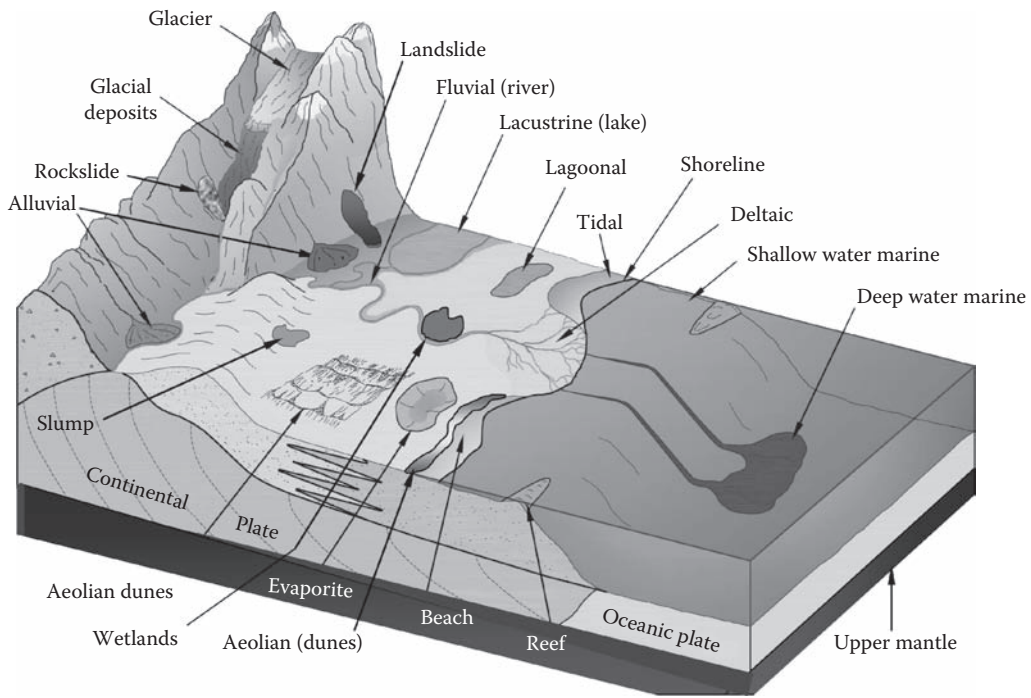 Glacier
Landslide
Glacial
deposits
Fluvial (river)
Lacustrine (lake)
Rockslide
Lagoonal
Shoreline
Alluvial
Tidal
Deltaic
Shallow water marine
Deep water marine
Slump
Continental
Plate
Aeolian dunes
Evaporite
Wetlands
Aeolian (dunes)
Beach
Reef
Oceanic plate
Upper mantle